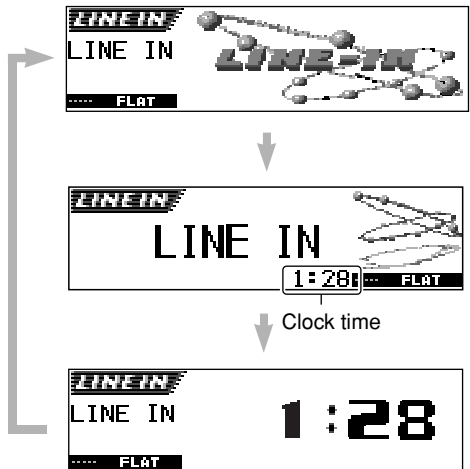 LINE IN
LINE IN
LINE-IN
----- FLAT
LINE IN
LINE IN
1:28 --- FLAT
Clock time
LINE IN
LINE IN
1:28
----- FLAT